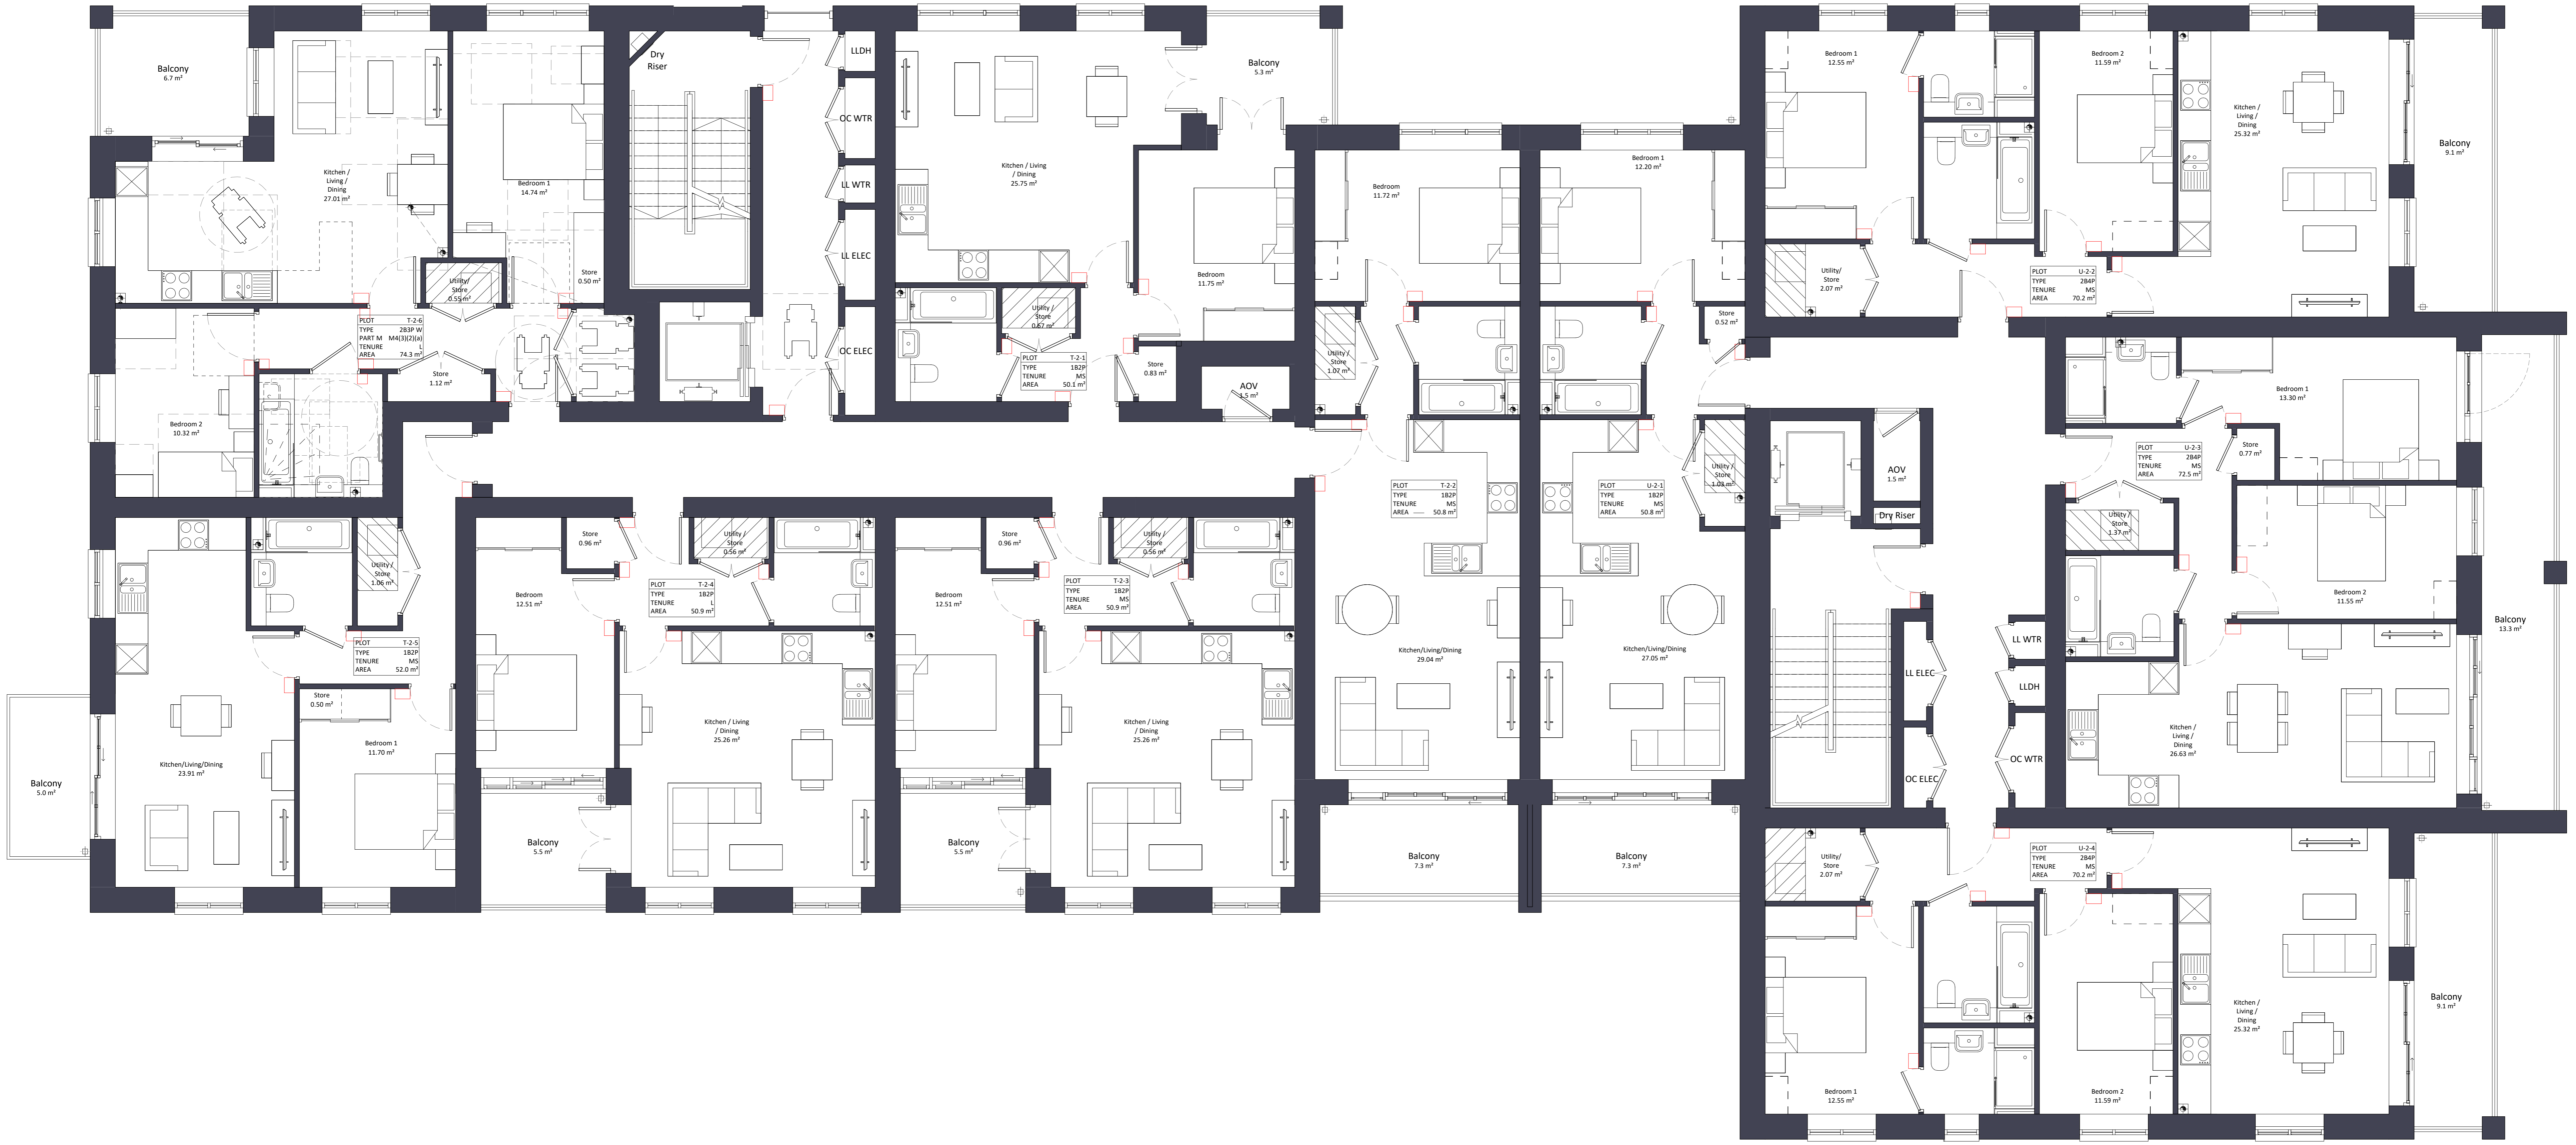 Balcony
6.7 m²
Kitchen /
Living /
Dining
27.01 m²
Bedroom 1
14.74 m²
Utility/
Store
0.55 m²
Store
0.50 m²
PLOT T-2-6
TYPE 2B3P W
PART M M4(3)(2)(a)
TENURE L
AREA 74.3 m²
Store
1.12 m²
Bedroom 2
10.32 m²
Dry
Riser
LLDH
OC WTR
LL WTR
LL ELEC
OC ELEC
Kitchen / Living
/ Dining
25.75 m²
Balcony
5.3 m²
Bedroom
11.75 m²
Utility /
Store
0.67 m²
PLOT T-2-1
TYPE 1B2P
TENURE MS
AREA 50.1 m²
Store
0.83 m²
AOV
1.5 m²
Bedroom
11.72 m²
Utility /
Store
1.07 m²
PLOT T-2-2
TYPE 1B2P
TENURE MS
AREA 50.8 m²
Kitchen/Living/Dining
29.04 m²
Balcony
7.3 m²
Bedroom 1
12.20 m²
Store
0.52 m²
Utility /
Store
1.03 m²
PLOT U-2-1
TYPE 1B2P
TENURE MS
AREA 50.8 m²
Kitchen/Living/Dining
27.05 m²
Balcony
7.3 m²
Bedroom 1
12.55 m²
Bedroom 2
11.59 m²
Kitchen /
Living /
Dining
25.32 m²
Balcony
9.1 m²
Utility/
Store
2.07 m²
PLOT U-2-2
TYPE 2B4P
TENURE MS
AREA 70.2 m²
Bedroom 1
13.30 m²
PLOT U-2-3
TYPE 2B4P
TENURE MS
AREA 72.5 m²
Store
0.77 m²
Utility /
Store
1.37 m²
Bedroom 2
11.55 m²
Balcony
13.3 m²
Kitchen /
Living /
Dining
26.63 m²
AOV
1.5 m²
Dry Riser
LL ELEC
OC ELEC
LL WTR
LLDH
OC WTR
Utility /
Store
1.06 m²
PLOT T-2-5
TYPE 1B2P
TENURE MS
AREA 52.0 m²
Store
0.50 m²
Bedroom 1
11.70 m²
Kitchen/Living/Dining
23.91 m²
Balcony
5.0 m²
Store
0.96 m²
Utility /
Store
0.56 m²
Bedroom
12.51 m²
PLOT T-2-4
TYPE 1B2P
TENURE L
AREA 50.9 m²
Kitchen / Living
/ Dining
25.26 m²
Balcony
5.5 m²
Store
0.96 m²
Utility /
Store
0.56 m²
Bedroom
12.51 m²
PLOT T-2-3
TYPE 1B2P
TENURE MS
AREA 50.9 m²
Kitchen / Living
/ Dining
25.26 m²
Balcony
5.5 m²
Utility/
Store
2.07 m²
PLOT U-2-4
TYPE 2B4P
TENURE MS
AREA 70.2 m²
Kitchen /
Living /
Dining
25.32 m²
Balcony
9.1 m²
Bedroom 1
12.55 m²
Bedroom 2
11.59 m²